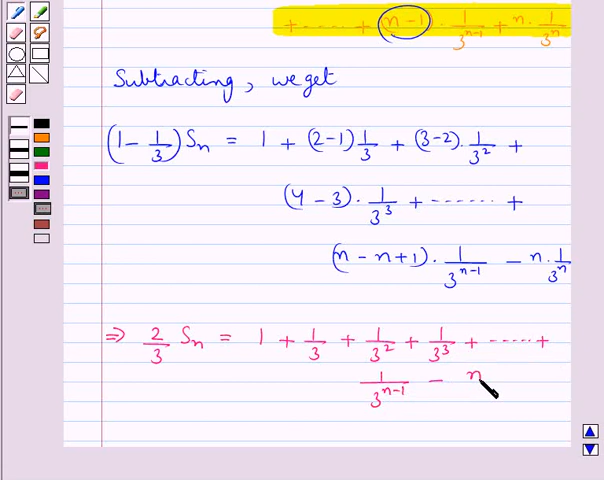 + ...... + (n-1)·1/3^(n-1) + n·1/3^n
Subtracting, we get
(1 - 1/3) Sn = 1 + (2-1) 1/3 + (3-2)·1/3^2 +
(4 - 3)·1/3^3 + ....... +
(n - n+1)·1/3^(n-1) - n·1/3^n
⇒ 2/3 Sn = 1 + 1/3 + 1/3^2 + 1/3^3 + ..... +
1/3^(n-1) - n